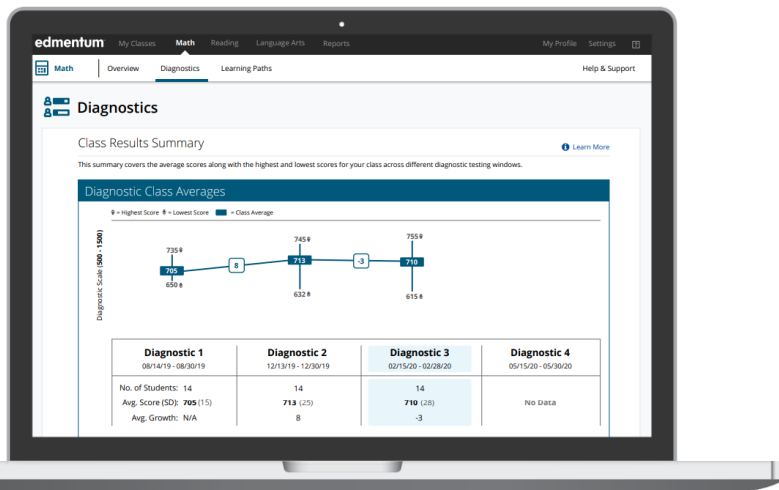 edmentum My Classes Math Reading Language Arts Reports My Profile Settings
Math Overview Diagnostics Learning Paths Help & Support
Diagnostics
Class Results Summary
Learn More
This summary covers the average scores along with the highest and lowest scores for your class across different diagnostic testing windows.
Diagnostic Class Averages
= Highest Score = Lowest Score = Class Average
Diagnostic Scale (500 - 1500)
735 745 755
705 8 713 -3 710
650 632 615
Diagnostic 1 Diagnostic 2 Diagnostic 3 Diagnostic 4
08/14/19 - 08/30/19 12/13/19 - 12/30/19 02/15/20 - 02/28/20 05/15/20 - 05/30/20
No. of Students: 14 14 14
Avg. Score (SD): 705 (15) 713 (25) 710 (28) No Data
Avg. Growth: N/A 8 -3